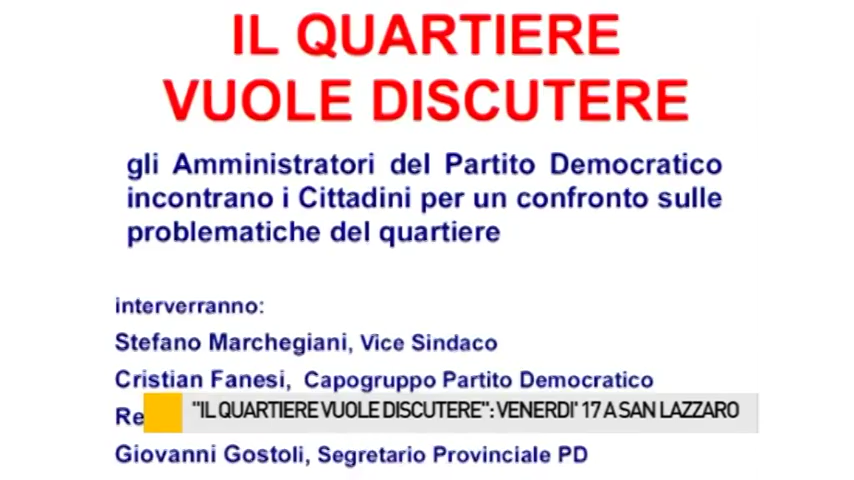 IL QUARTIERE
VUOLE DISCUTERE
gli Amministratori del Partito Democratico
incontrano i Cittadini per un confronto sulle
problematiche del quartiere
interverranno:
Stefano Marchegiani, Vice Sindaco
Cristian Fanesi, Capogruppo Partito Democratico
"IL QUARTIERE VUOLE DISCUTERE": VENERDI' 17 A SAN LAZZARO
Giovanni Gostoli, Segretario Provinciale PD